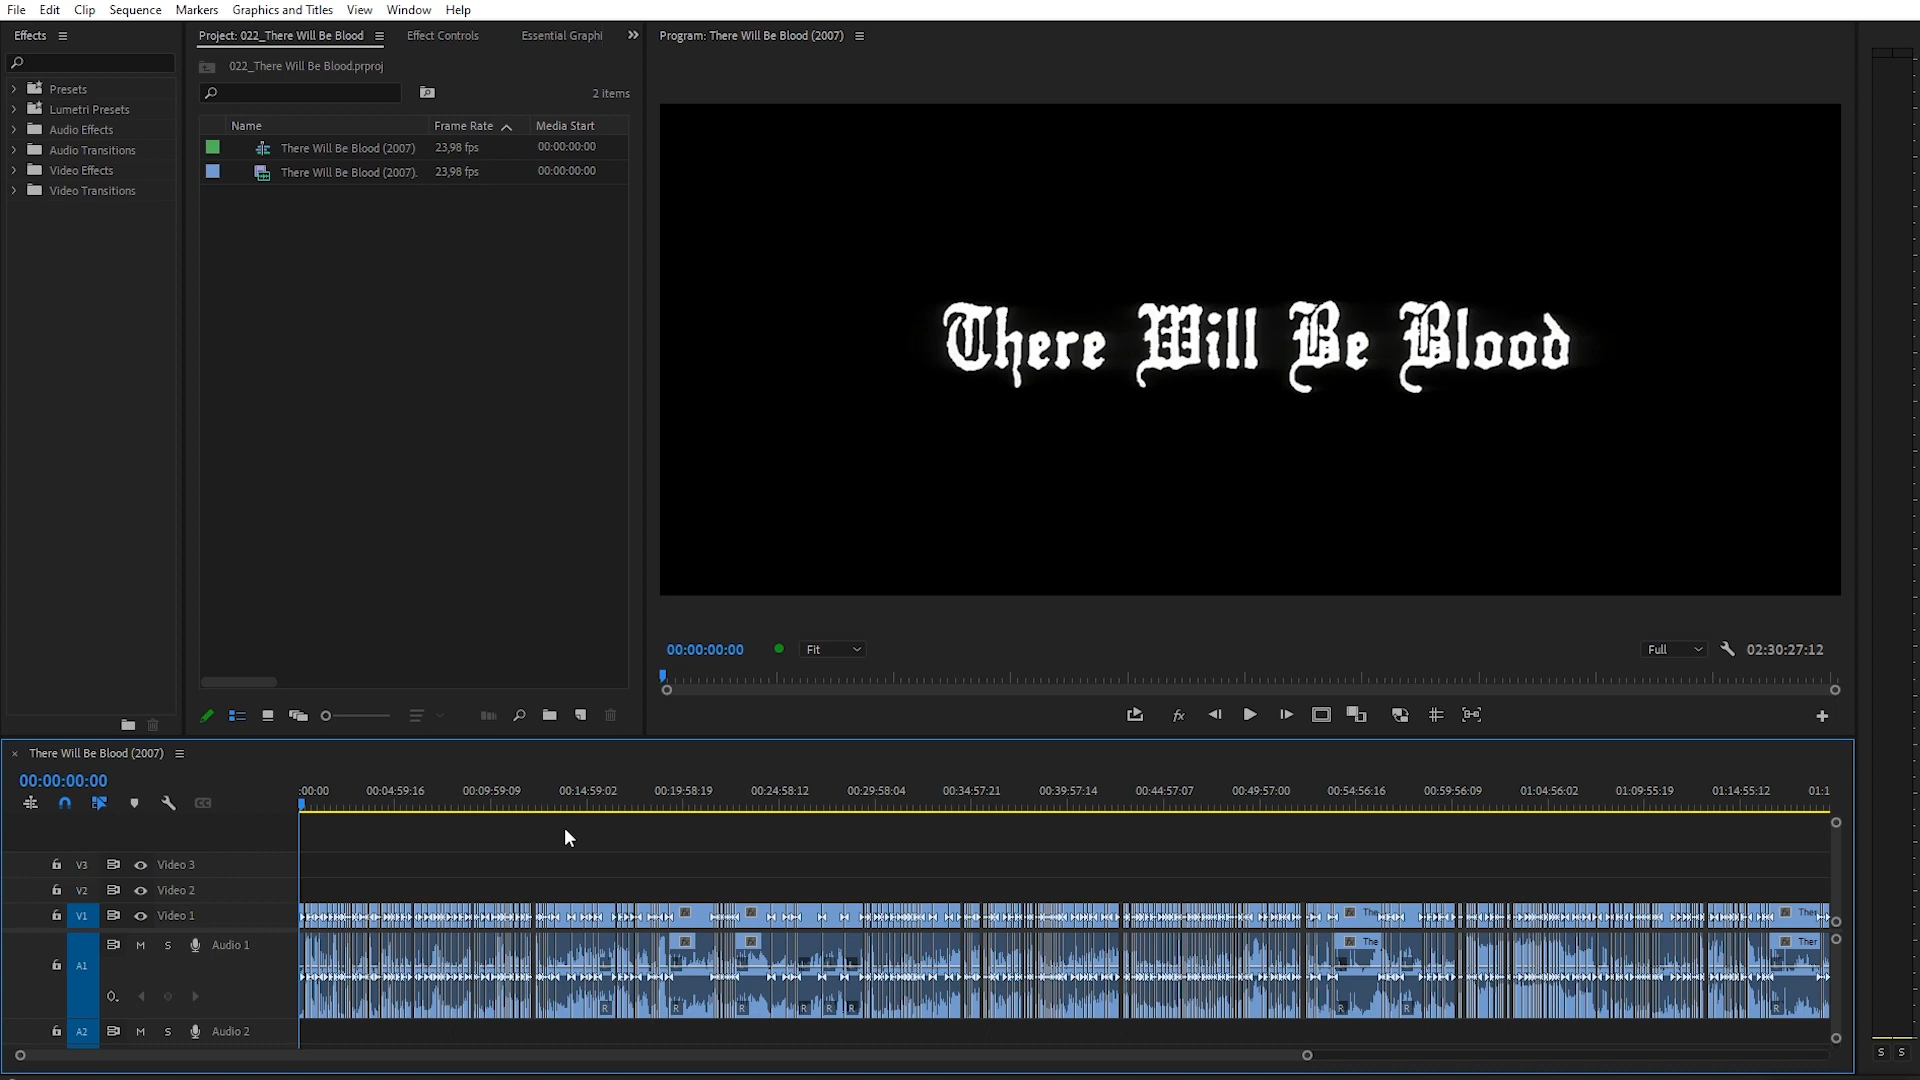 File Edit Clip Sequence Markers Graphics and Titles View Window Help
Effects
Presets
Lumetri Presets
Audio Effects
Audio Transitions
Video Effects
Video Transitions
Project: 022_There Will Be Blood Effect Controls Essential Graphi
022_There Will Be Blood.prproj
2 items
Name Frame Rate Media Start
There Will Be Blood (2007) 23,98 fps 00:00:00:00
There Will Be Blood (2007). 23,98 fps 00:00:00:00
Program: There Will Be Blood (2007)
There Will Be Blood
00:00:00:00 Fit Full 02:30:27:12
fx
There Will Be Blood (2007)
00:00:00:00
:00:00 00:04:59:16 00:09:59:09 00:14:59:02 00:19:58:19 00:24:58:12 00:29:58:04 00:34:57:21 00:39:57:14 00:44:57:07 00:49:57:00 00:54:56:16 00:59:56:09 01:04:56:02 01:09:55:19 01:14:55:12 01:1
V3 Video 3
V2 Video 2
V1 Video 1
fx fx fx The fx Ther
M S Audio 1
fx fx fx The fx Ther
A1
R R R R R R R R R
A2 M S Audio 2
S S